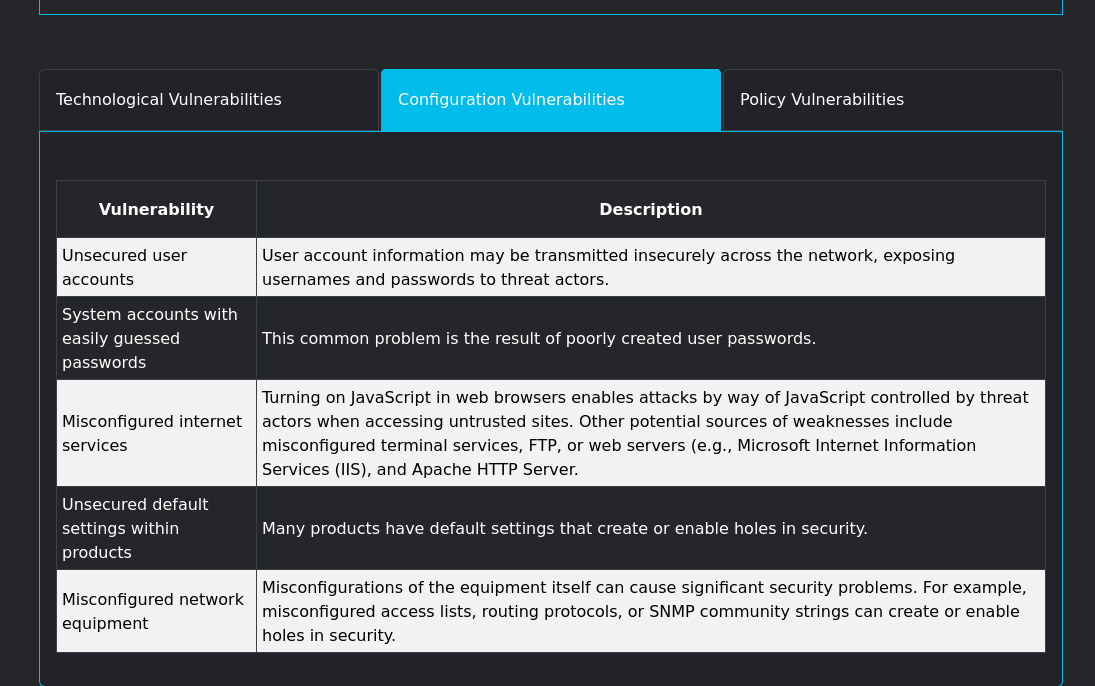 Technological Vulnerabilities
Configuration Vulnerabilities
Policy Vulnerabilities
Vulnerability
Description
Unsecured user
accounts
User account information may be transmitted insecurely across the network, exposing
usernames and passwords to threat actors.
System accounts with
easily guessed
passwords
This common problem is the result of poorly created user passwords.
Misconfigured internet
services
Turning on JavaScript in web browsers enables attacks by way of JavaScript controlled by threat
actors when accessing untrusted sites. Other potential sources of weaknesses include
misconfigured terminal services, FTP, or web servers (e.g., Microsoft Internet Information
Services (IIS), and Apache HTTP Server.
Unsecured default
settings within
products
Many products have default settings that create or enable holes in security.
Misconfigured network
equipment
Misconfigurations of the equipment itself can cause significant security problems. For example,
misconfigured access lists, routing protocols, or SNMP community strings can create or enable
holes in security.